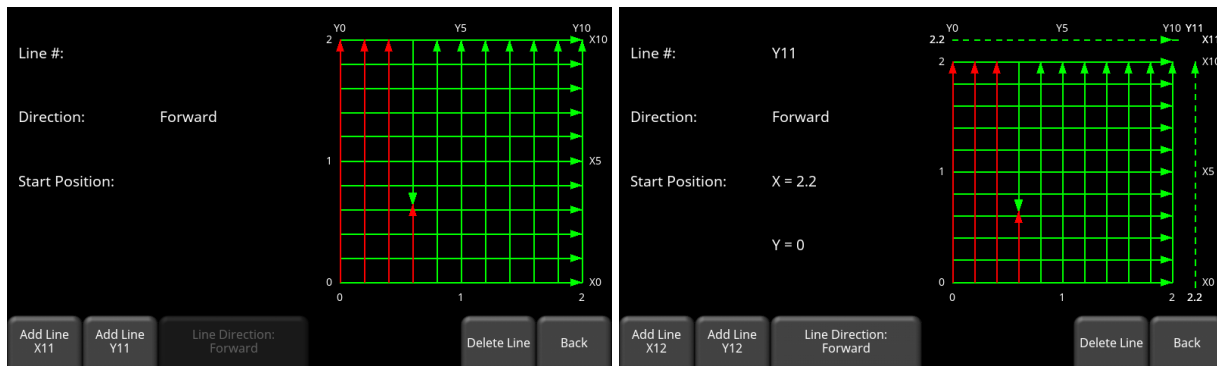 Y0 Y5 Y10
Line #:
2 X10
Direction: Forward
1 X5
Start Position:
0 X0
0 1 2
Add Line X11
Add Line Y11
Line Direction: Forward
Delete Line
Back
Y0 Y5 Y10 Y11
2.2 X11
Line #: Y11
2 X10
Direction: Forward
1 X5
Start Position: X = 2.2
Y = 0
0 X0
0 1 2 2.2
Add Line X12
Add Line Y12
Line Direction: Forward
Delete Line
Back